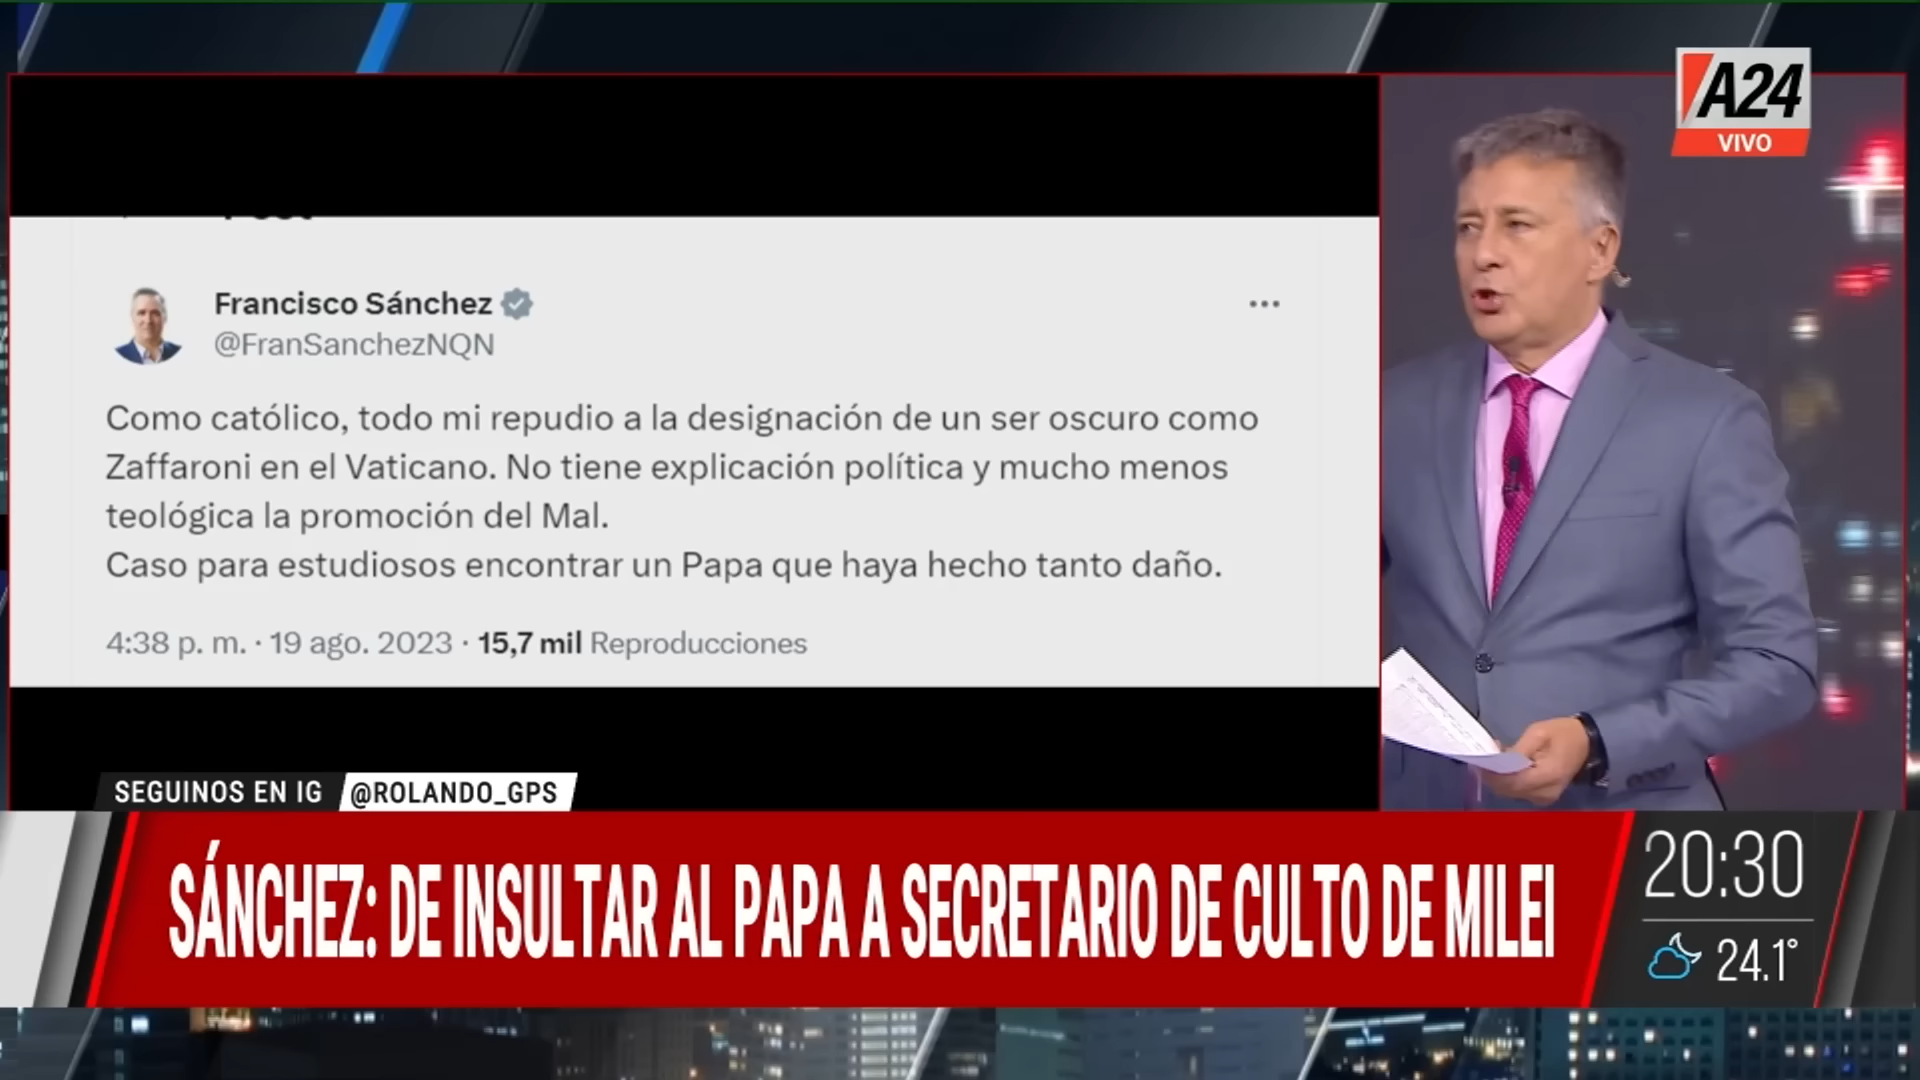 A24
VIVO
Francisco Sánchez
@FranSanchezNQN
Como católico, todo mi repudio a la designación de un ser oscuro como
Zaffaroni en el Vaticano. No tiene explicación política y mucho menos
teológica la promoción del Mal.
Caso para estudiosos encontrar un Papa que haya hecho tanto daño.
4:38 p. m. · 19 ago. 2023 · 15,7 mil Reproducciones
SEGUINOS EN IG @ROLANDO_GPS
SÁNCHEZ: DE INSULTAR AL PAPA A SECRETARIO DE CULTO DE MILEI
20:30
24.1°